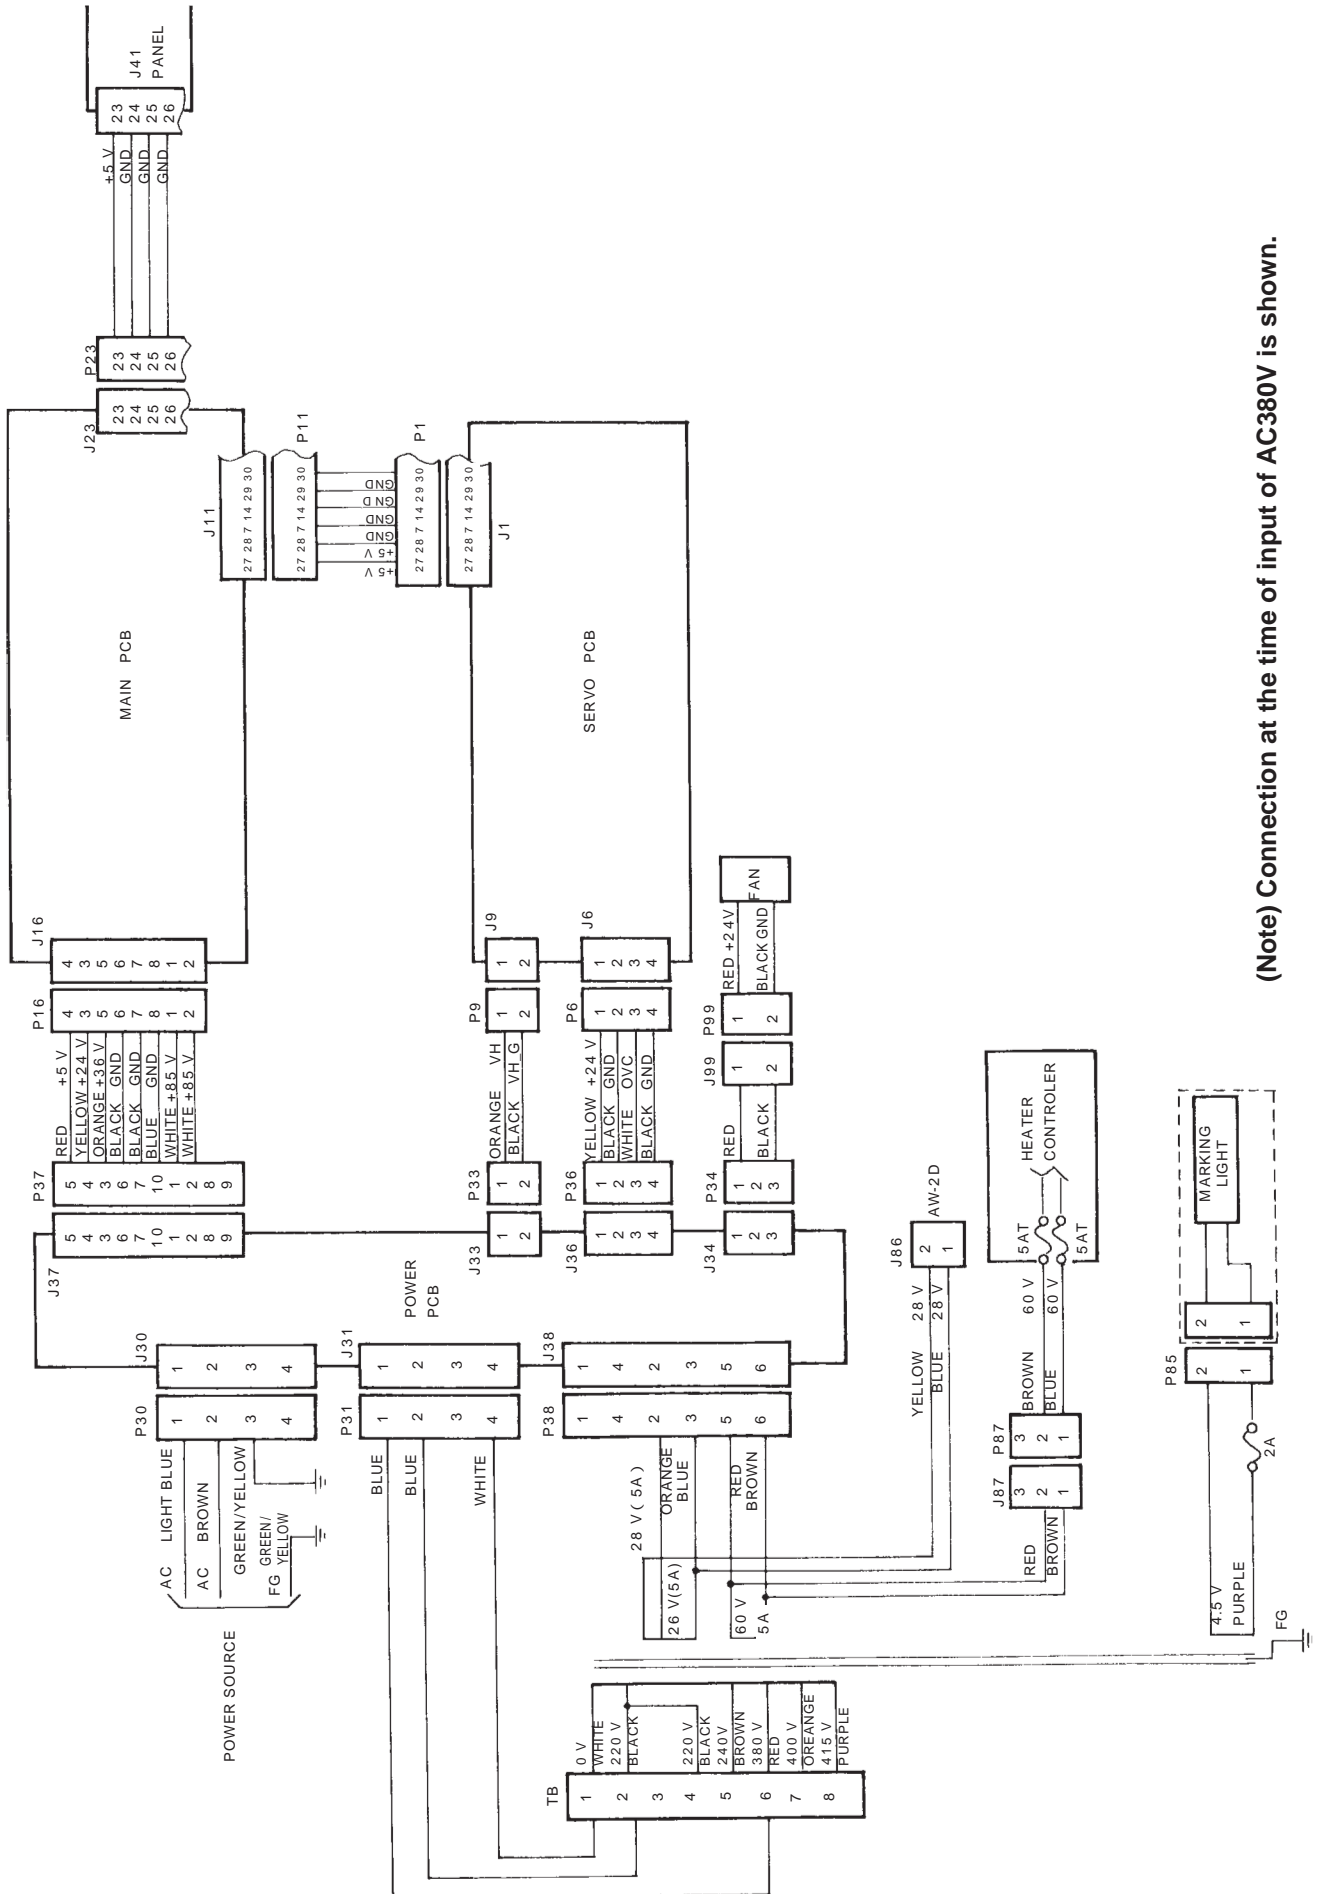 J41
PANEL
23
24
25
26
+5 V
GND
GND
GND
P23
23
24
25
26
J23
23
24
25
26
MAIN PCB
J11
27 28 7 14 29 30
P11
27 28 7 14 29 30
+5 V
+5 V
GND
GND
GND
GND
P1
27 28 7 14 29 30
J1
27 28 7 14 29 30
SERVO PCB
J16
4
3
5
6
7
8
1
2
P16
4
3
5
6
7
8
1
2
RED +5 V
YELLOW +24 V
ORANGE +36 V
BLACK GND
BLACK GND
BLUE GND
WHITE +85 V
WHITE +85 V
P37
5
4
3
6
7
10
1
2
8
9
J37
5
4
3
6
7
10
1
2
8
9
J9
1
2
P9
1
2
ORANGE VH
BLACK VH_G
P33
1
2
J33
1
2
J6
1
2
3
4
P6
1
2
3
4
YELLOW +24 V
BLACK GND
WHITE OVC
BLACK GND
P36
1
2
3
4
J36
1
2
3
4
FAN
RED +24V
BLACK GND
P99
1
2
J99
1
2
RED
BLACK
P34
1
2
3
J34
1
2
3
POWER
PCB
J30
1
2
3
4
P30
1
2
3
4
AC LIGHT BLUE
AC BROWN
GREEN/YELLOW
FG GREEN/
YELLOW
POWER SOURCE
J31
1
2
3
4
P31
1
2
3
4
BLUE
BLUE
WHITE
J38
1
4
2
3
5
6
P38
1
4
2
3
5
6
28 V ( 5A )
ORANGE
BLUE
26 V(5A)
RED
BROWN
60 V
5A
AW-2D
J86
2
1
YELLOW 28 V
BLUE 28 V
HEATER
CONTROLER
5AT
5AT
60 V
60 V
BROWN
BLUE
P87
3
2
1
J87
3
2
1
RED
BROWN
MARKING
LIGHT
2
1
P85
2
1
2A
4.5 V
PURPLE
FG
TB
1
2
3
4
5
6
7
8
0 V
WHITE
220 V
BLACK
220 V
BLACK
240V
BROWN
380 V
RED
400 V
OREANGE
415 V
PURPLE
(Note) Connection at the time of input of AC380V is shown.